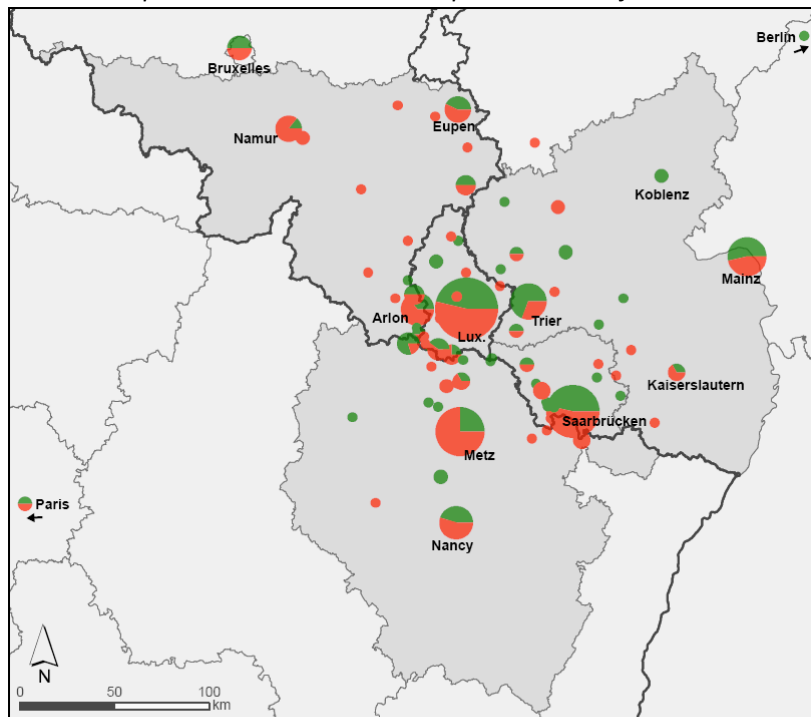 Berlin
Bruxelles
Eupen
Namur
Koblenz
Mainz
Arlon
Lux.
Trier
Kaiserslautern
Saarbrücken
Metz
Paris
Nancy
N
0 50 100
km